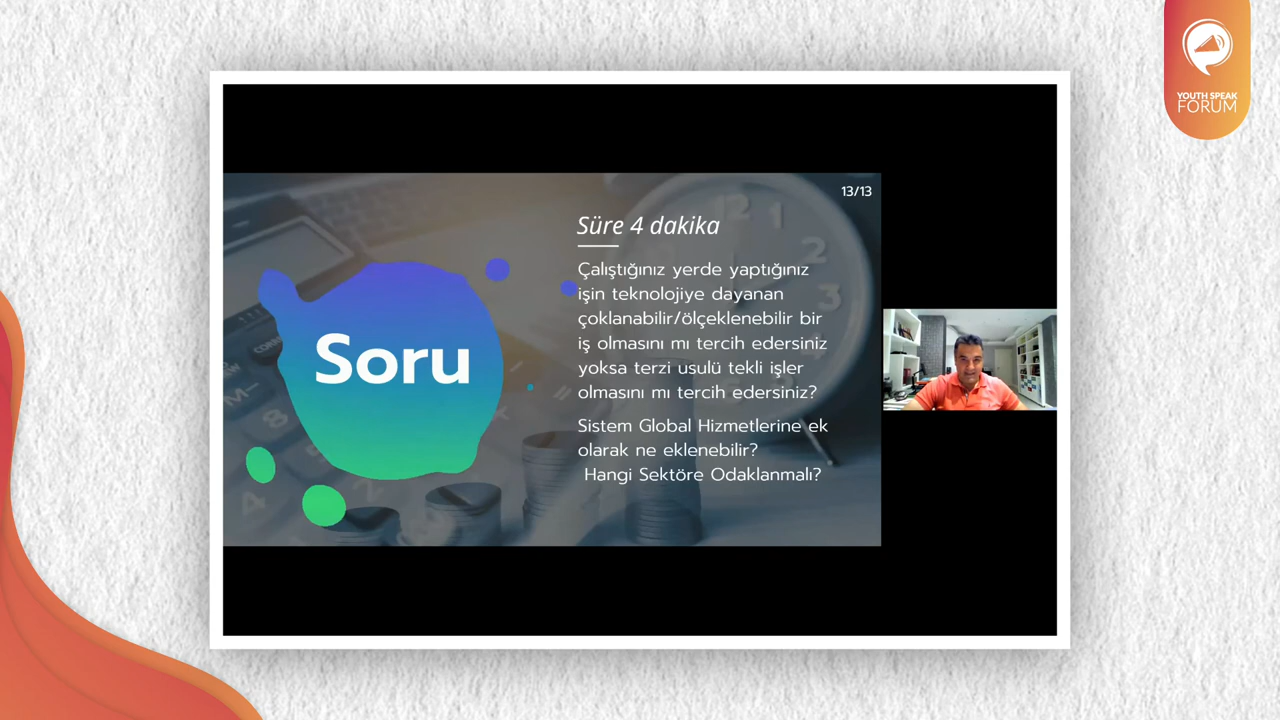 YOUTH SPEAK
FORUM
13/13
Süre 4 dakika
Soru
Çalıştığınız yerde yaptığınız
işin teknolojiye dayanan
çoklanabilir/ölçeklenebilir bir
iş olmasını mı tercih edersiniz
yoksa terzi usulü tekli işler
olmasını mı tercih edersiniz?
Sistem Global Hizmetlerine ek
olarak ne eklenebilir?
Hangi Sektöre Odaklanmalı?